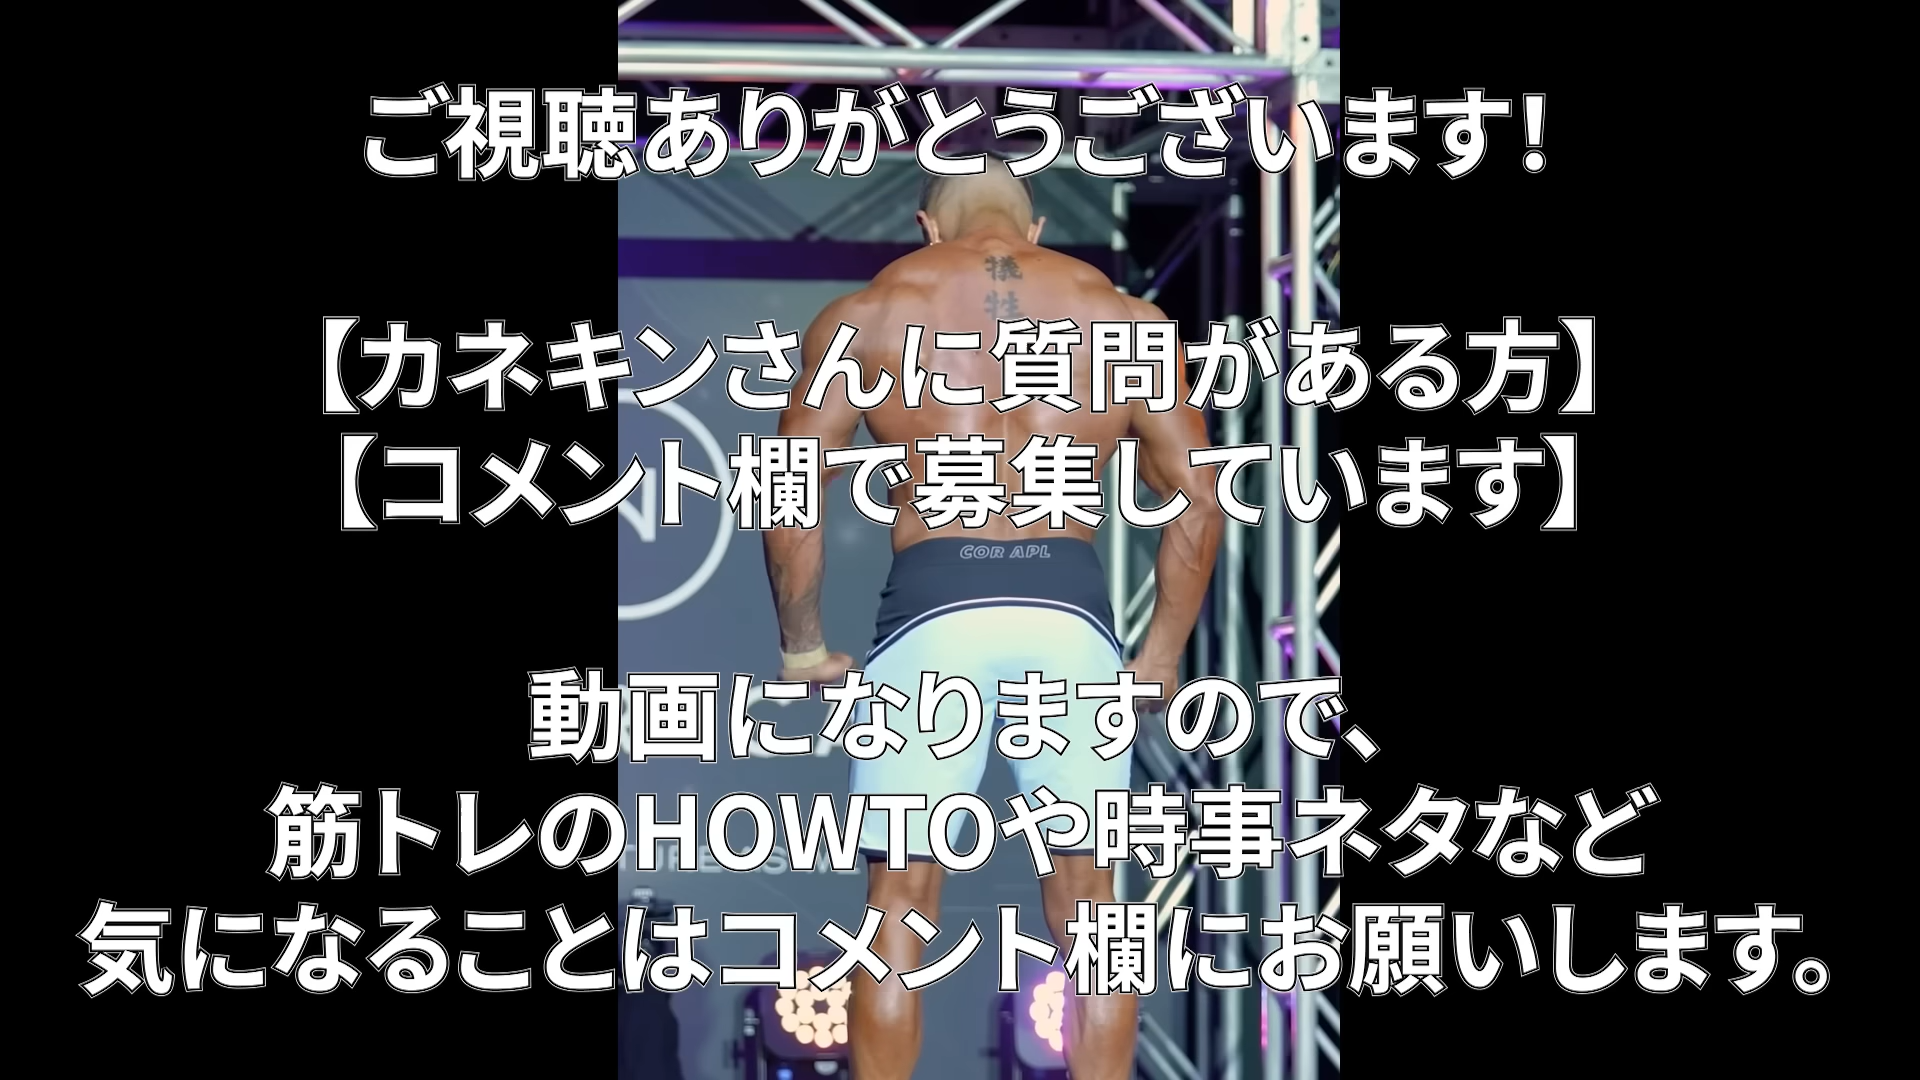 ご視聴ありがとうございます!
犠
牲
【カネキンさんに質問がある方】
【コメント欄で募集しています】
COR APL
動画になりますので、
筋トレのHOWTOや時事ネタなど
気になることはコメント欄にお願いします。